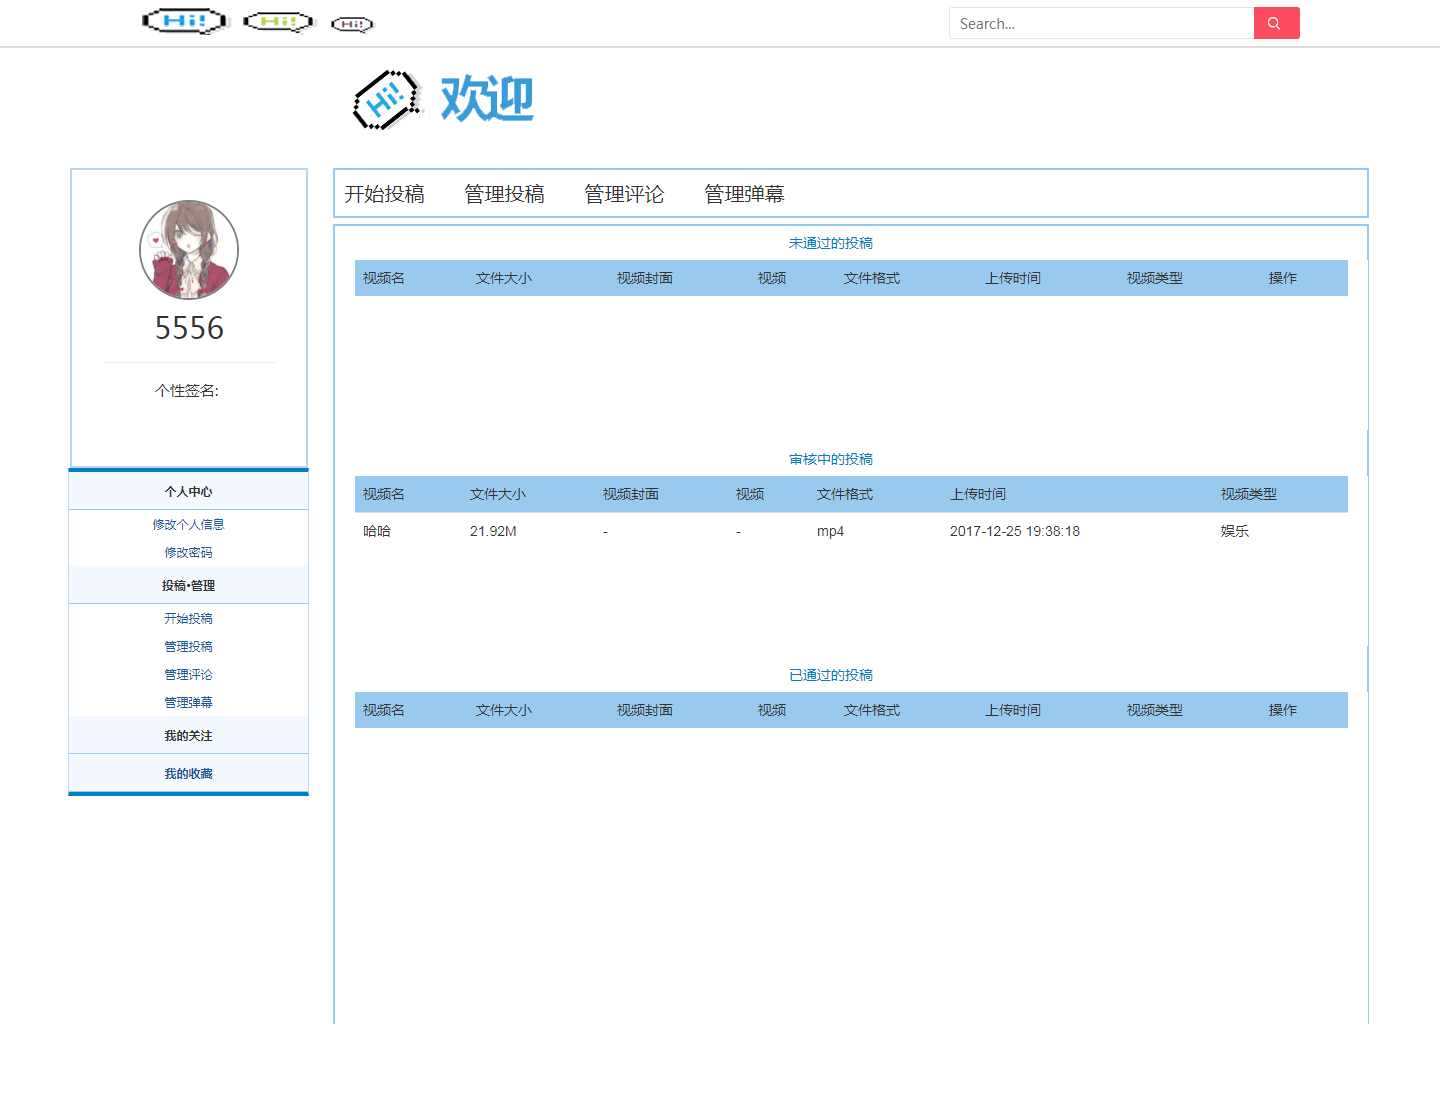 Hi! Hi! Hi!
Search...
Hi! 欢迎
5556
个性签名:
个人中心
修改个人信息
修改密码
投稿•管理
开始投稿
管理投稿
管理评论
管理弹幕
我的关注
我的收藏
开始投稿 管理投稿 管理评论 管理弹幕
未通过的投稿
视频名 文件大小 视频封面 视频 文件格式 上传时间 视频类型 操作
审核中的投稿
视频名 文件大小 视频封面 视频 文件格式 上传时间 视频类型
哈哈 21.92M - - mp4 2017-12-25 19:38:18 娱乐
已通过的投稿
视频名 文件大小 视频封面 视频 文件格式 上传时间 视频类型 操作